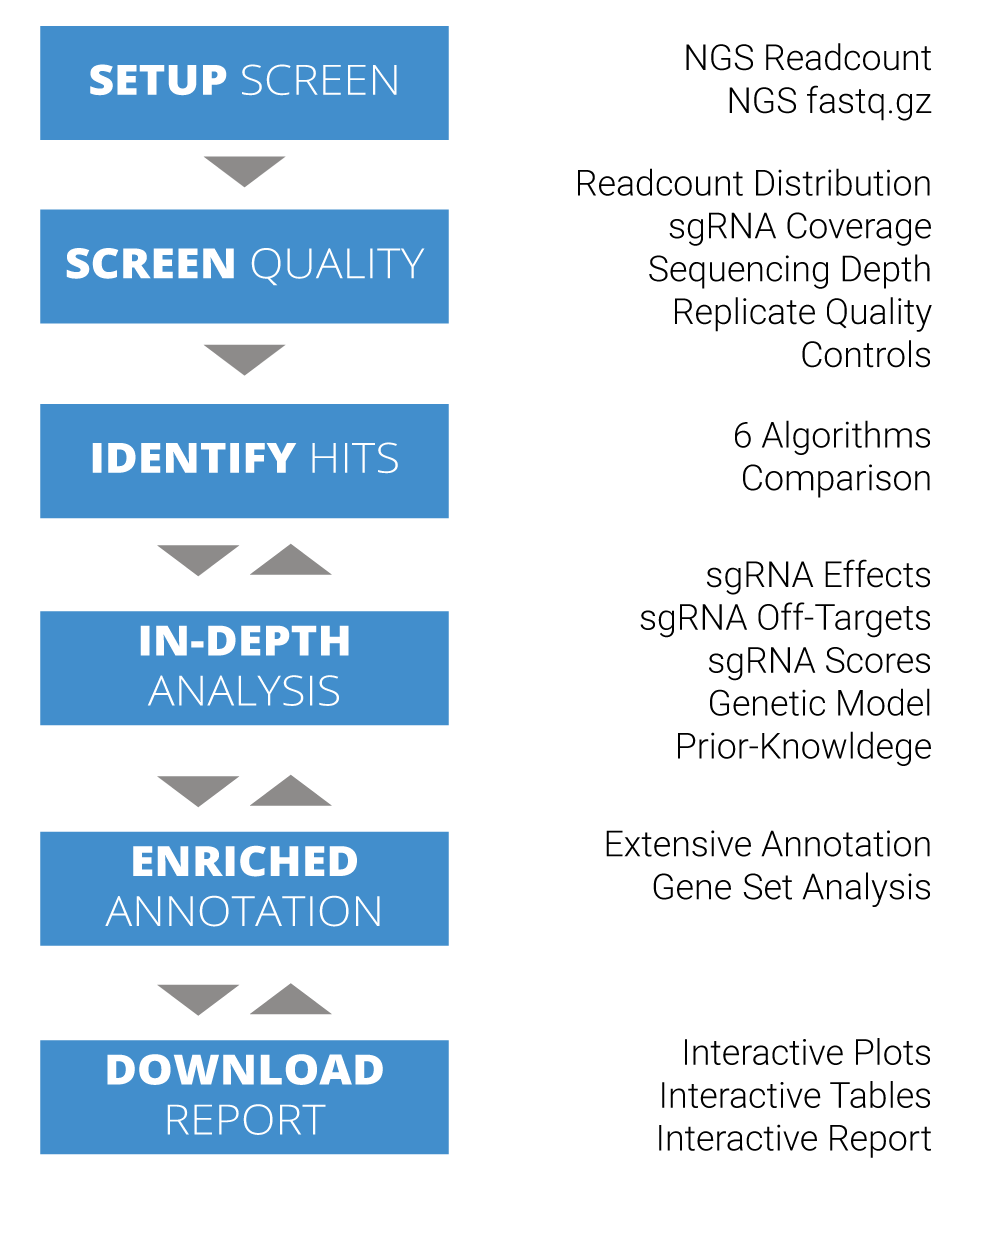 SETUP SCREEN
NGS Readcount
NGS fastq.gz
SCREEN QUALITY
Readcount Distribution
sgRNA Coverage
Sequencing Depth
Replicate Quality
Controls
IDENTIFY HITS
6 Algorithms
Comparison
IN-DEPTH
ANALYSIS
sgRNA Effects
sgRNA Off-Targets
sgRNA Scores
Genetic Model
Prior-Knowldege
ENRICHED
ANNOTATION
Extensive Annotation
Gene Set Analysis
DOWNLOAD
REPORT
Interactive Plots
Interactive Tables
Interactive Report